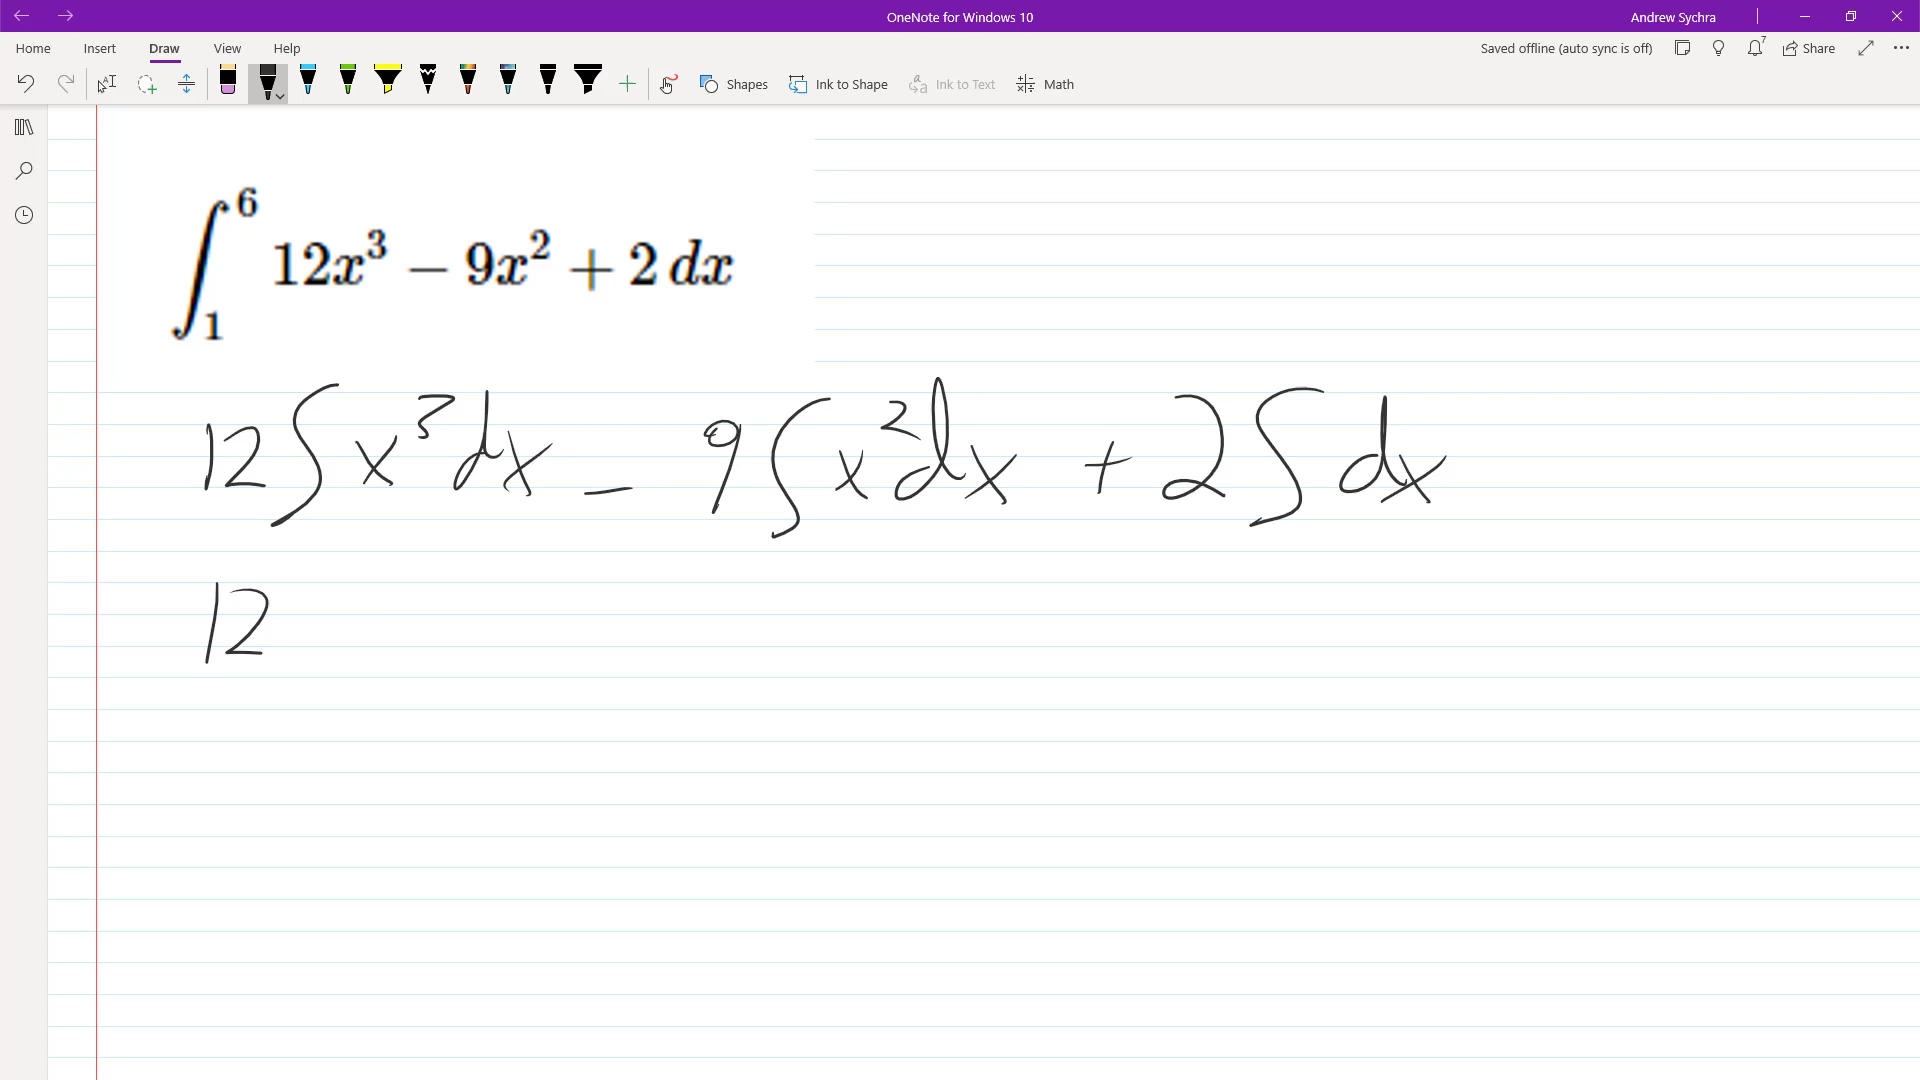 OneNote for Windows 10
Andrew Sychra
Home Insert Draw View Help
Saved offline (auto sync is off)
7
Share
Shapes Ink to Shape Ink to Text Math
∫₁⁶ 12x³ − 9x² + 2 dx
12∫x³dx − 9∫x²dx + 2∫dx
12